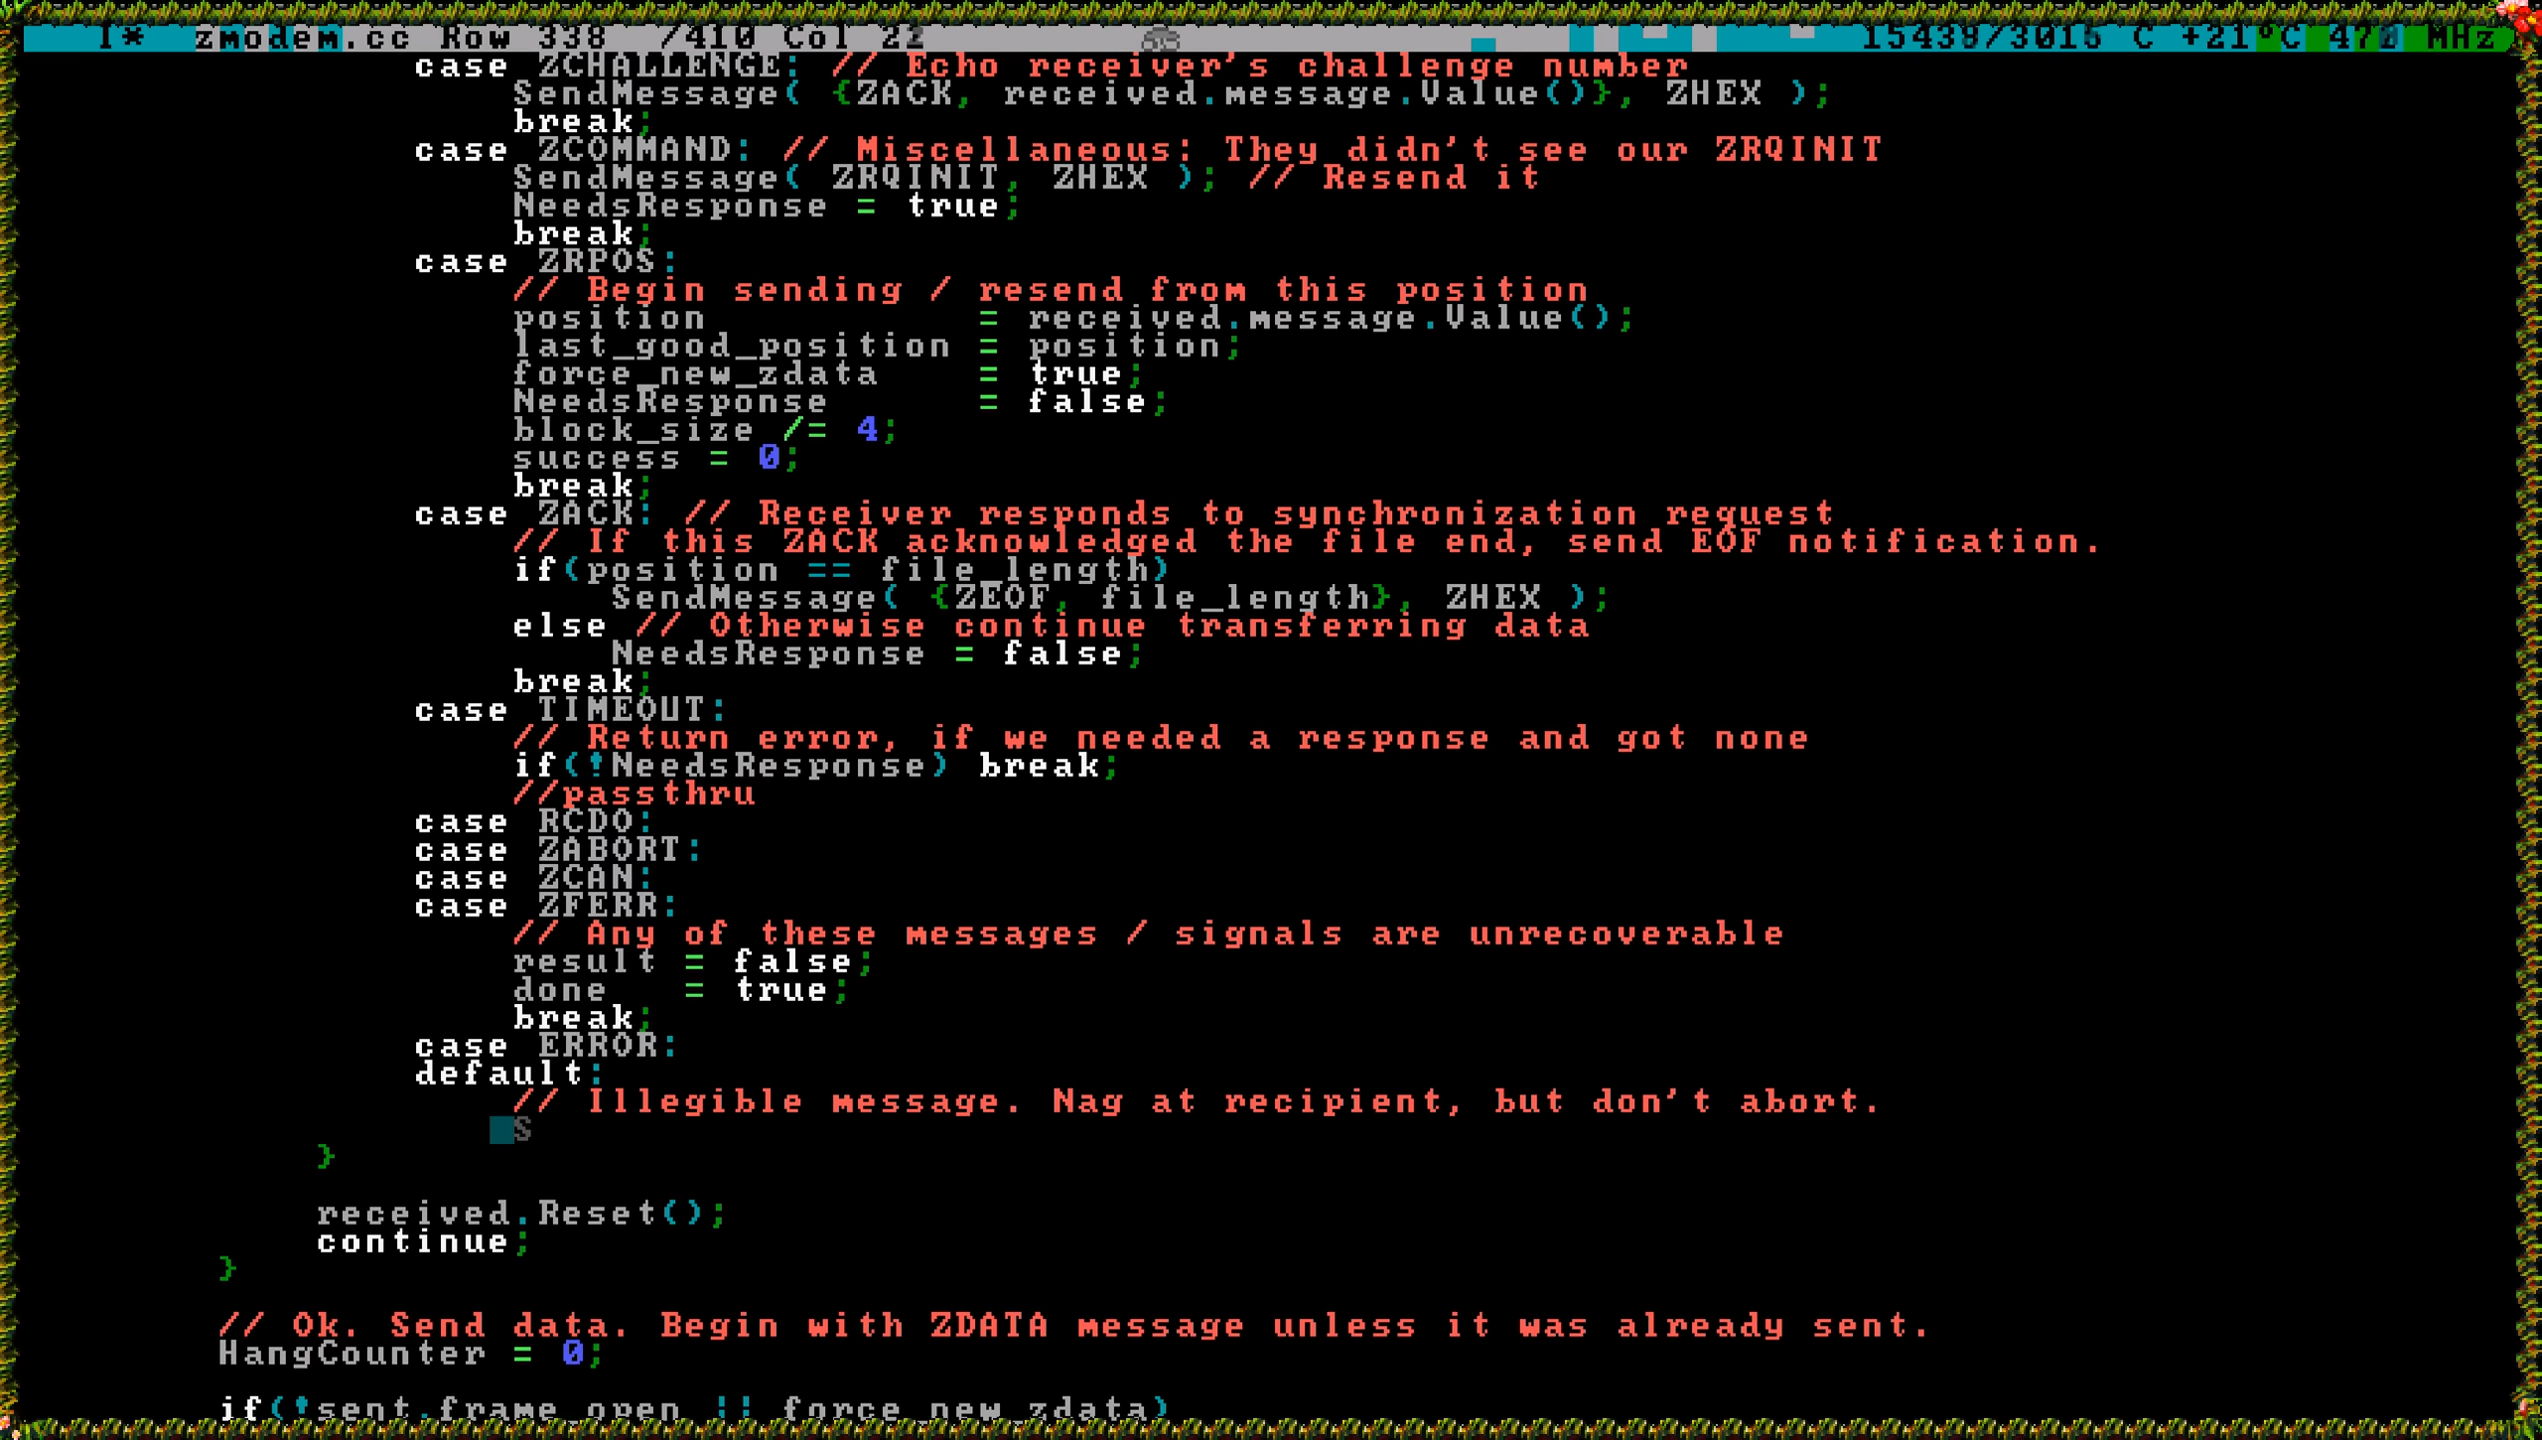 I*  zmodem.cc Row 338  /410 Col 22 15438/3015 C +21°C MHz
case ZCHALLENGE: // Echo receiver's challenge number
SendMessage( {ZACK, received.message.Value()}, ZHEX );
break;
case ZCOMMAND: // Miscellaneous: They didn't see our ZRQINIT
SendMessage( ZRQINIT, ZHEX ); // Resend it
NeedsResponse = true;
break;
case ZRPOS:
// Begin sending / resend from this position
position           = received.message.Value();
last_good_position = position;
force_new_zdata    = true;
NeedsResponse      = false;
block_size /= 4;
success = 0;
break;
case ZACK: // Receiver responds to synchronization request
// If this ZACK acknowledged the file end, send EOF notification.
if(position == file_length)
SendMessage( {ZEOF, file_length}, ZHEX );
else // Otherwise continue transferring data
NeedsResponse = false;
break;
case TIMEOUT:
// Return error, if we needed a response and got none
if(!NeedsResponse) break;
//passthru
case RCDO:
case ZABORT:
case ZCAN:
case ZFERR:
// Any of these messages / signals are unrecoverable
result = false;
done   = true;
break;
case ERROR:
default:
// Illegible message. Nag at recipient, but don't abort.
S
}
received.Reset();
continue;
}
// Ok. Send data. Begin with ZDATA message unless it was already sent.
HangCounter = 0;
if(!sent.frame_open || force_new_zdata)